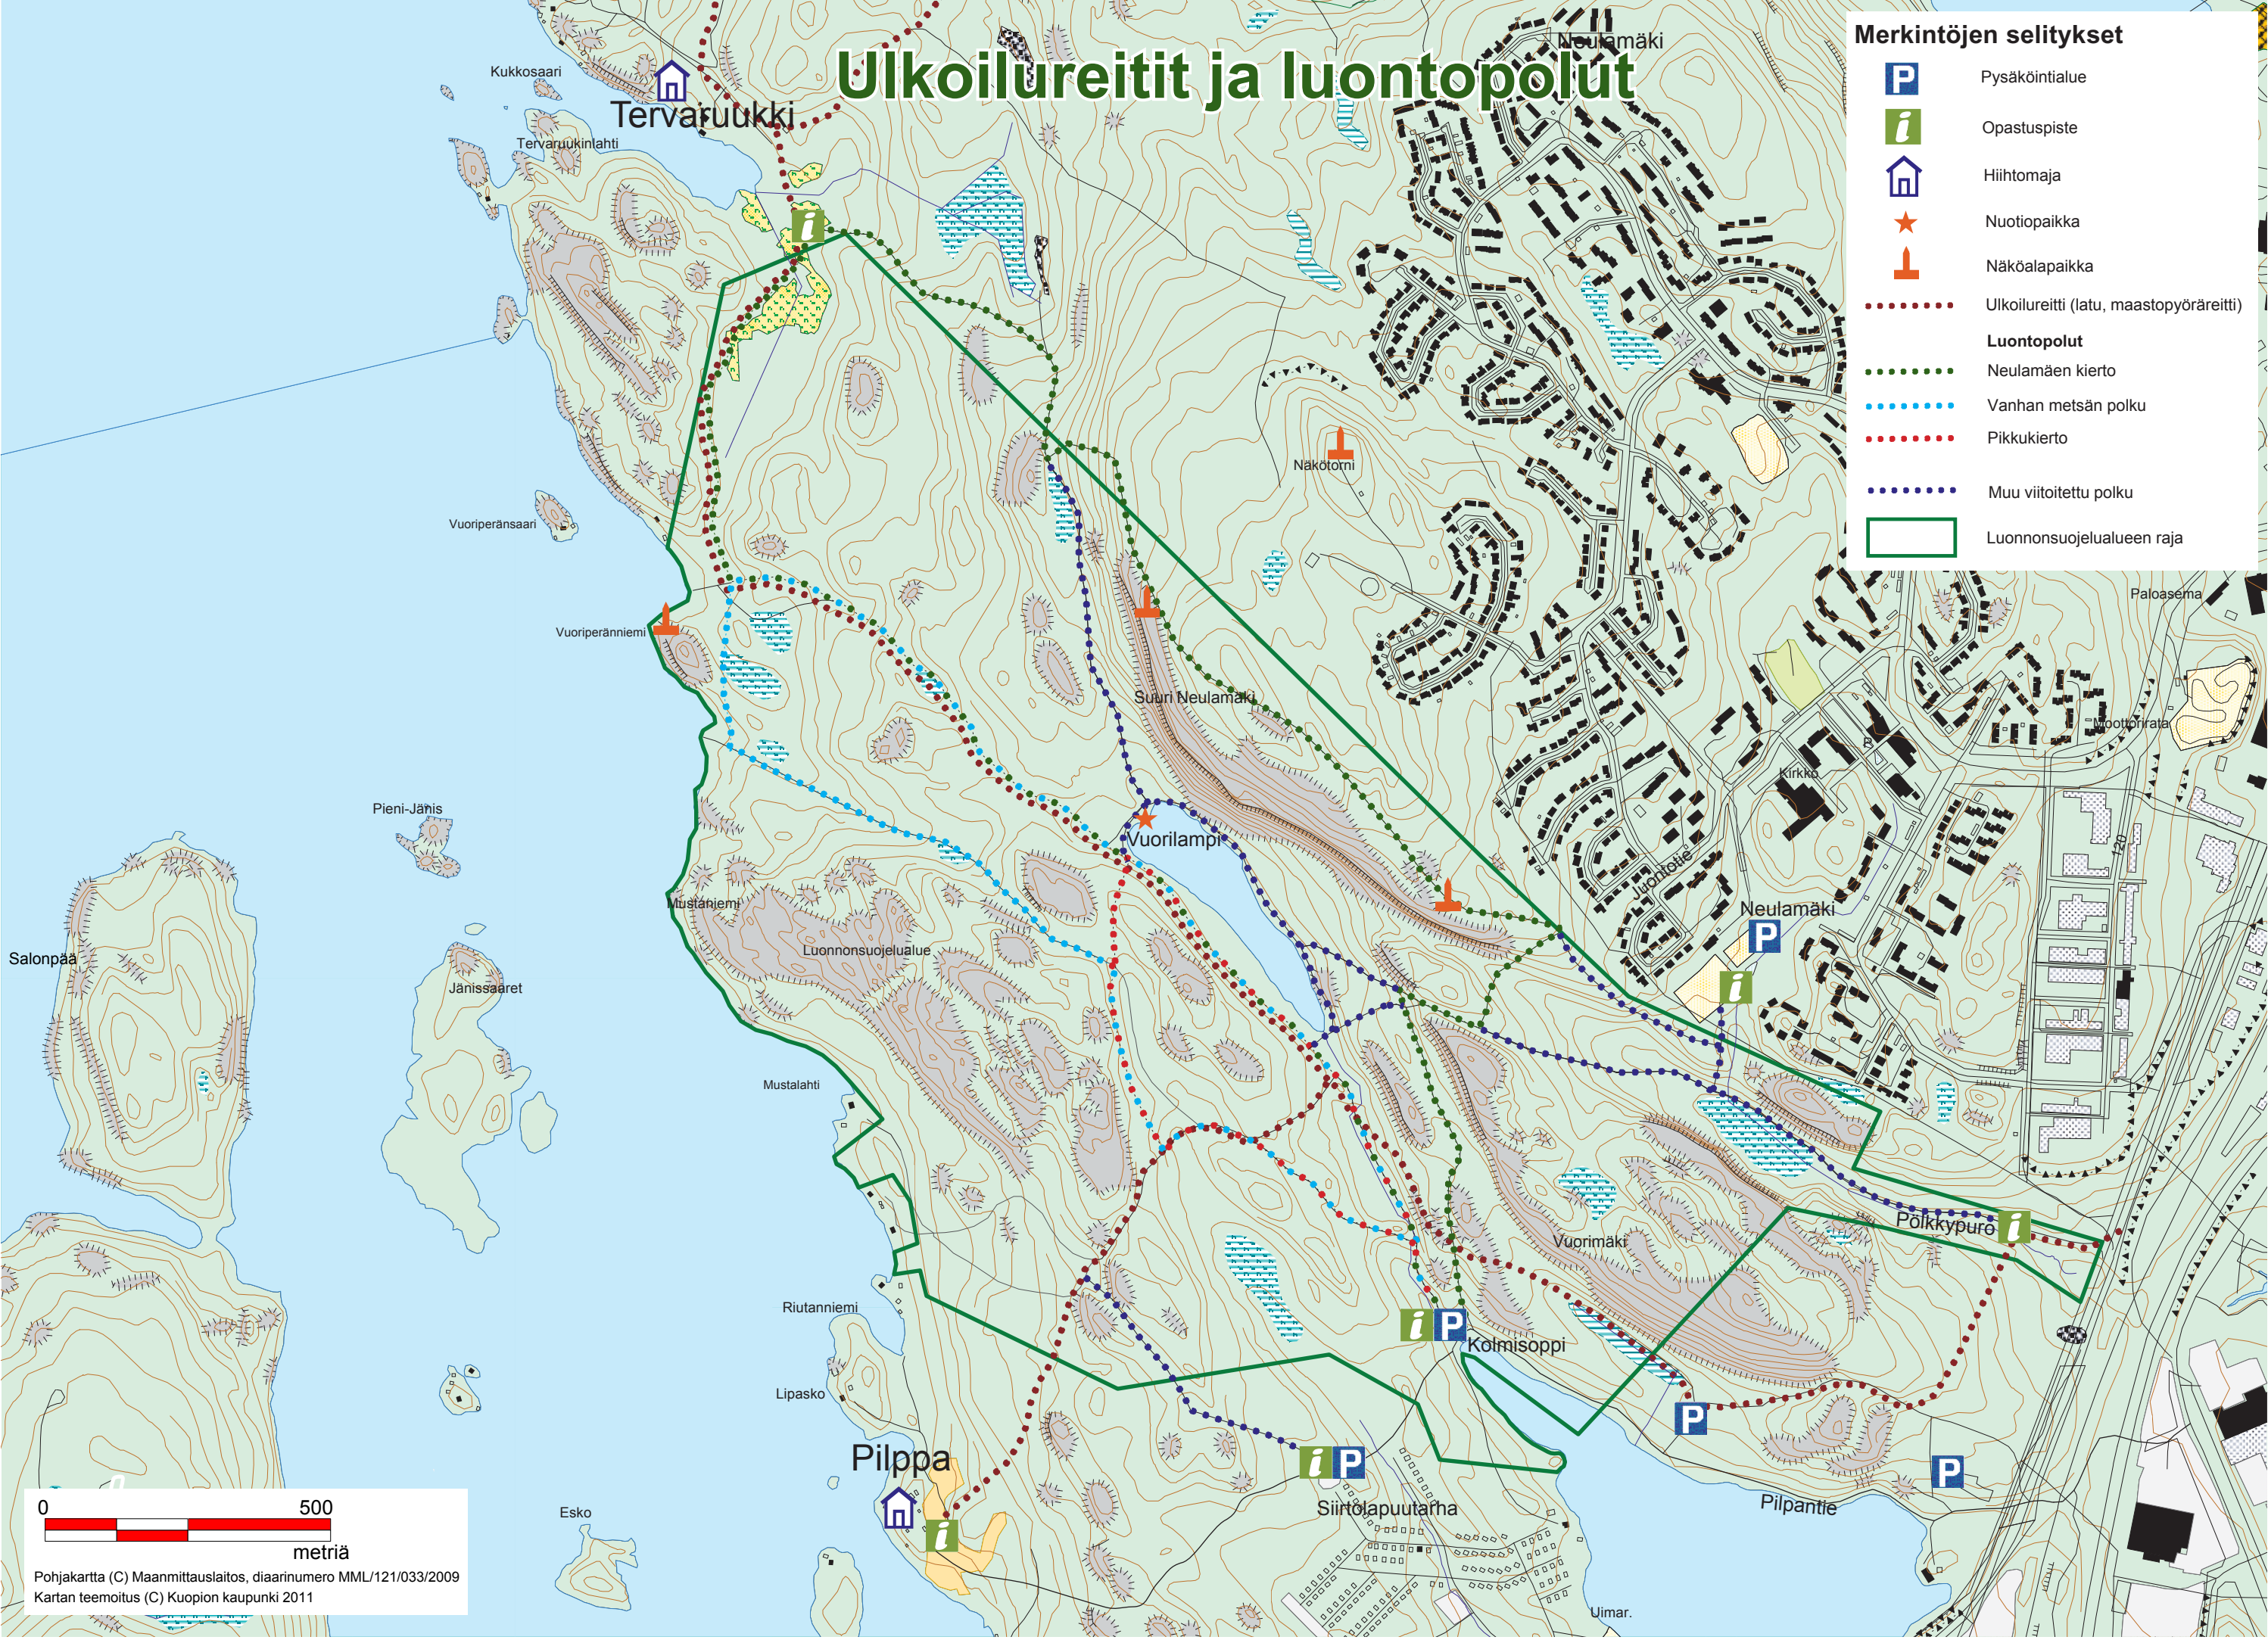 Ulkoilureitit ja luontopolut
Merkintöjen selitykset
P Pysäköintialue
i Opastuspiste
Hiihtomaja
Nuotiopaikka
Näköalapaikka
Ulkoilureitti (latu, maastopyöräreitti)
Luontopolut
Neulamäen kierto
Vanhan metsän polku
Pikkukierto
Muu viitoitettu polku
Luonnonsuojelualueen raja
Neulamäki
Kukkosaari
Tervaruukki
Tervaruukinlahti
i
Näkötorni
Vuoriperänsaari
Vuoriperänniemi
Paloasema
Suuri Neulamäki
Moottorirata
Kirkko
P
Pieni-Jänis
Vuorilampi
120
Juontotie
Mustaniemi
Neulamäki
P
Luonnonsuojelualue
Salonpää
Jänissaaret
i
Mustalahti
Pölkkypuro
i
Vuorimäki
Riutanniemi
i P
Kolmisoppi
Lipasko
P
Pilppa
i P
P
Siirtolapuutarha
Pilpantie
Esko
i
Uimar.
0 500
metriä
Pohjakartta (C) Maanmittauslaitos, diaarinumero MML/121/033/2009
Kartan teemoitus (C) Kuopion kaupunki 2011